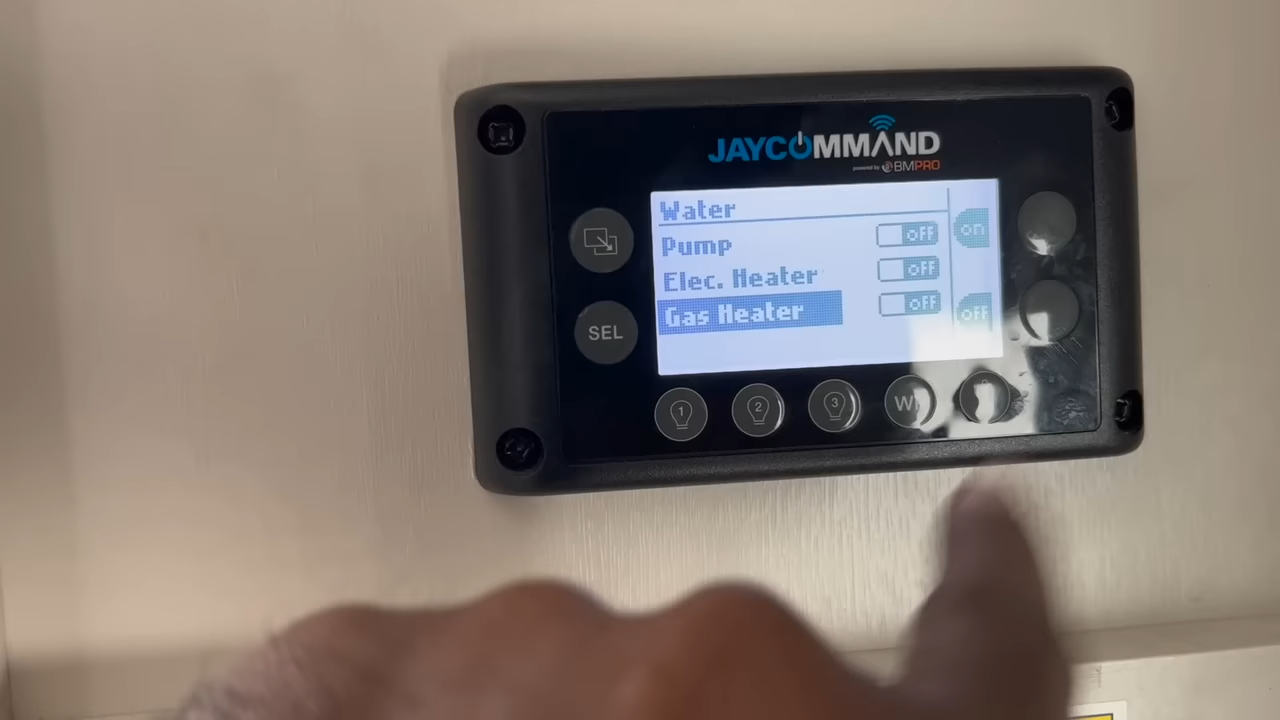 JAYCOMMAND
powered by BMPRO
Water
Pump OFF on
Elec. Heater OFF
Gas Heater OFF OFF
SEL
1 2 3 W